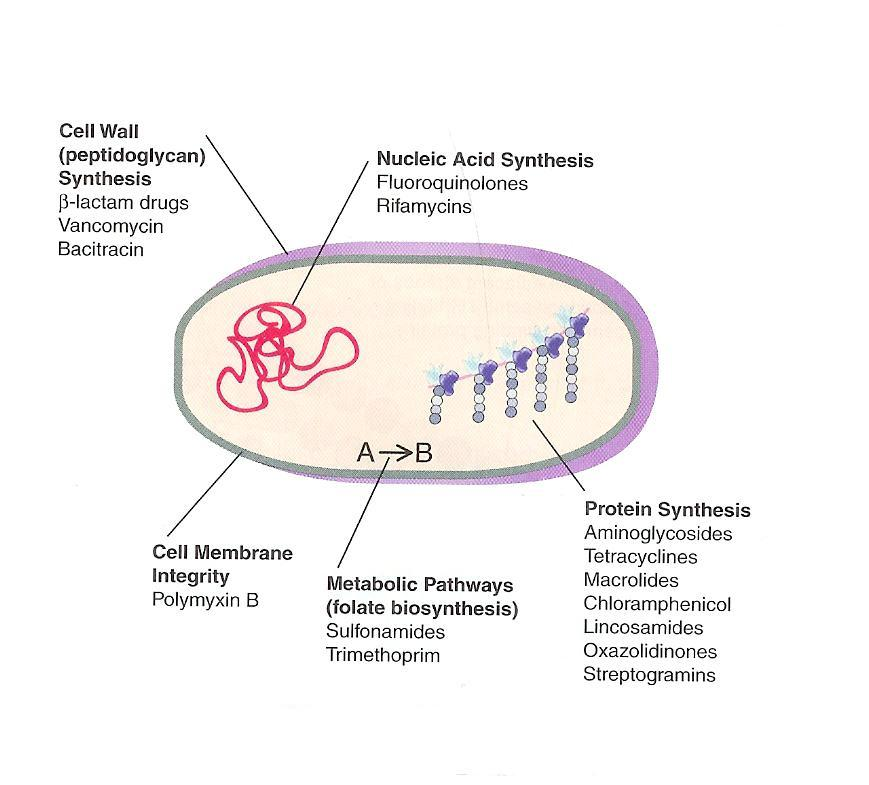 Cell Wall
(peptidoglycan)
Synthesis
β-lactam drugs
Vancomycin
Bacitracin
Nucleic Acid Synthesis
Fluoroquinolones
Rifamycins
A→B
Cell Membrane
Integrity
Polymyxin B
Metabolic Pathways
(folate biosynthesis)
Sulfonamides
Trimethoprim
Protein Synthesis
Aminoglycosides
Tetracyclines
Macrolides
Chloramphenicol
Lincosamides
Oxazolidinones
Streptogramins